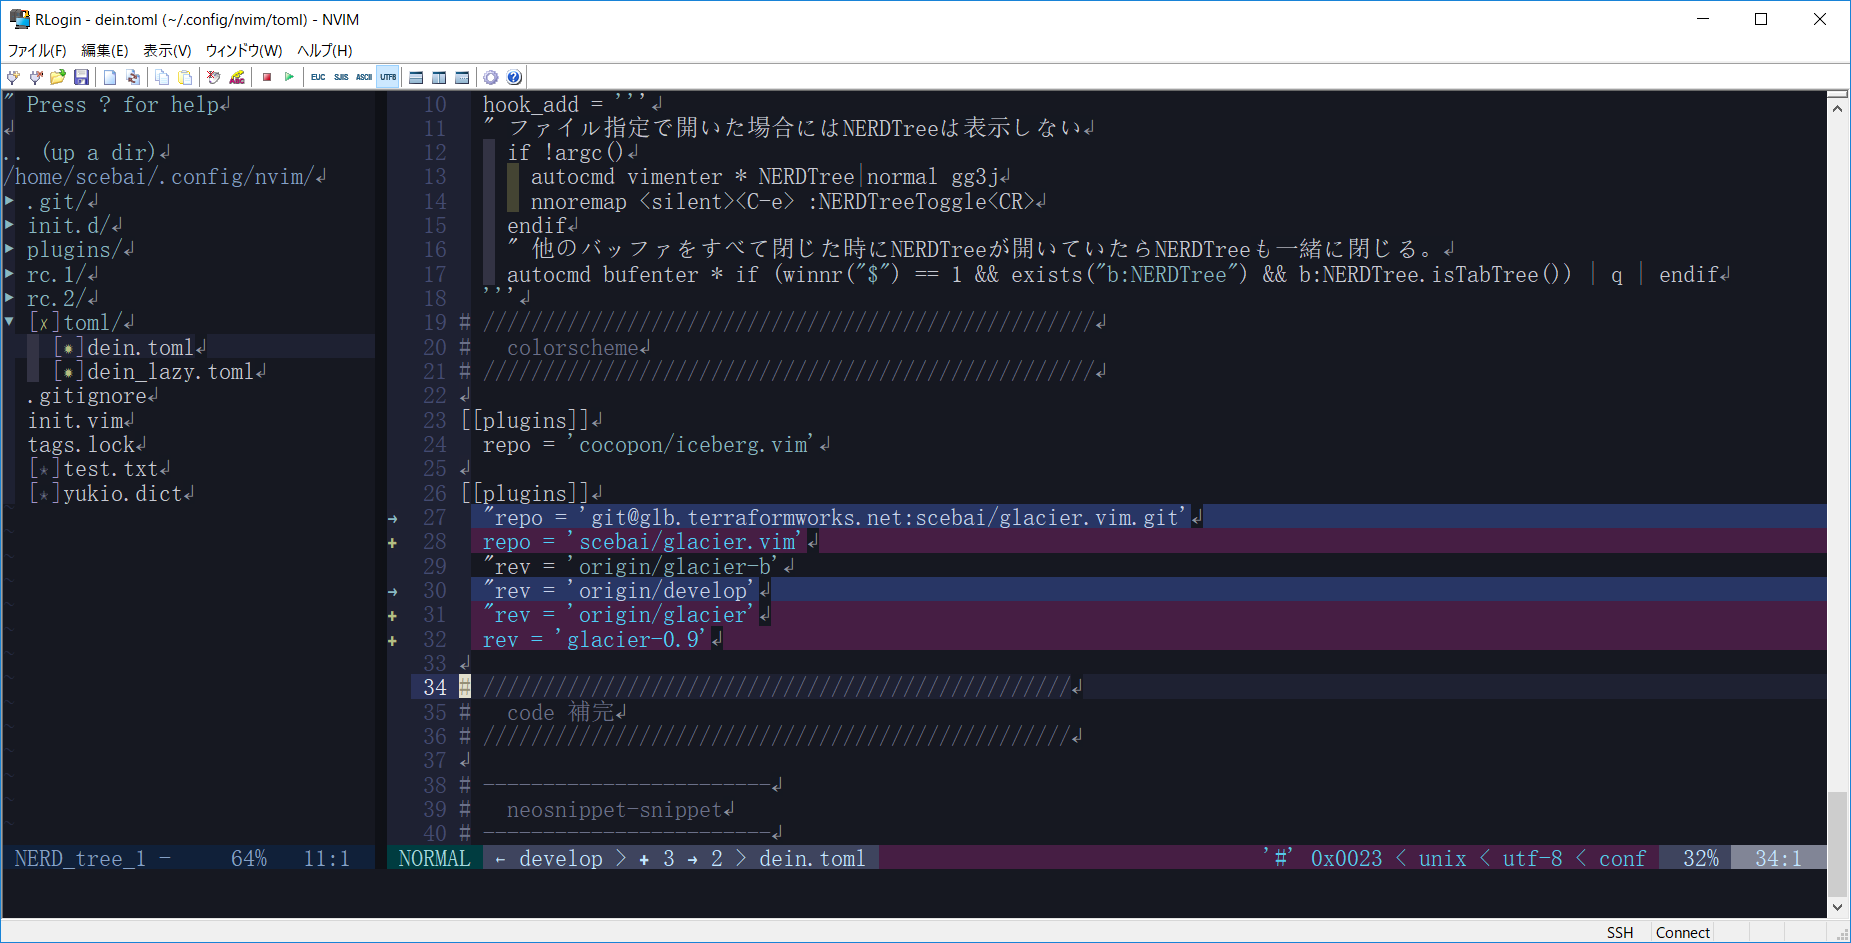 RLogin - dein.toml (~/.config/nvim/toml) - NVIM
ファイル(F) 編集(E) 表示(V) ウィンドウ(W) ヘルプ(H)
EUC SJIS ASCII UTF8
" Press ? for help
.. (up a dir)
/home/scebai/.config/nvim/
▸ .git/
▸ init.d/
▸ plugins/
▸ rc.1/
▸ rc.2/
▾ [✗]toml/
[✹]dein.toml
[✹]dein_lazy.toml
.gitignore
init.vim
tags.lock
[★]test.txt
[★]yukio.dict
NERD_tree_1 - 64% 11:1
10 hook_add = '''
11 " ファイル指定で開いた場合にはNERDTreeは表示しない
12 if !argc()
13 autocmd vimenter * NERDTree|normal gg3j
14 nnoremap <silent><C-e> :NERDTreeToggle<CR>
15 endif
16 " 他のバッファをすべて閉じた時にNERDTreeが開いていたらNERDTreeも一緒に閉じる。
17 autocmd bufenter * if (winnr("$") == 1 && exists("b:NERDTree") && b:NERDTree.isTabTree()) | q | endif
18 '''
19 # ///////////////////////////////////////////////////
20 # colorscheme
21 # ///////////////////////////////////////////////////
22
23 [[plugins]]
24 repo = 'cocopon/iceberg.vim'
25
26 [[plugins]]
→ 27 "repo = 'git@glb.terraformworks.net:scebai/glacier.vim.git'
+ 28 repo = 'scebai/glacier.vim'
29 "rev = 'origin/glacier-b'
→ 30 "rev = 'origin/develop'
+ 31 "rev = 'origin/glacier'
+ 32 rev = 'glacier-0.9'
33
34 # /////////////////////////////////////////////////
35 # code 補完
36 # /////////////////////////////////////////////////
37
38 # ------------------------
39 # neosnippet-snippet
40 # ------------------------
NORMAL ← develop > + 3 → 2 > dein.toml '#' 0x0023 < unix < utf-8 < conf 32% 34:1
SSH Connect